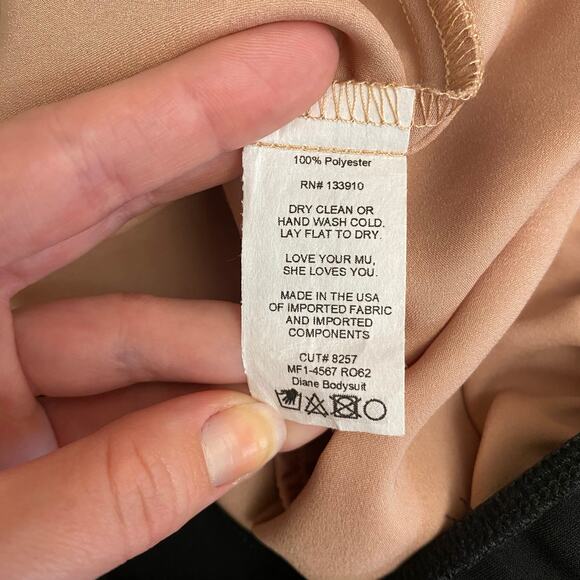 100% Polyester
RN# 133910
DRY CLEAN OR
HAND WASH COLD.
LAY FLAT TO DRY.
LOVE YOUR MU,
SHE LOVES YOU.
MADE IN THE USA
OF IMPORTED FABRIC
AND IMPORTED
COMPONENTS
CUT# 8257
MF1-4567 RO62
Diane Bodysuit